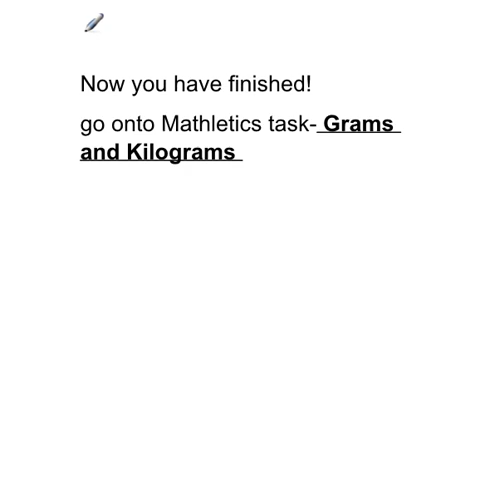 Now you have finished!
go onto Mathletics task- Grams
and Kilograms